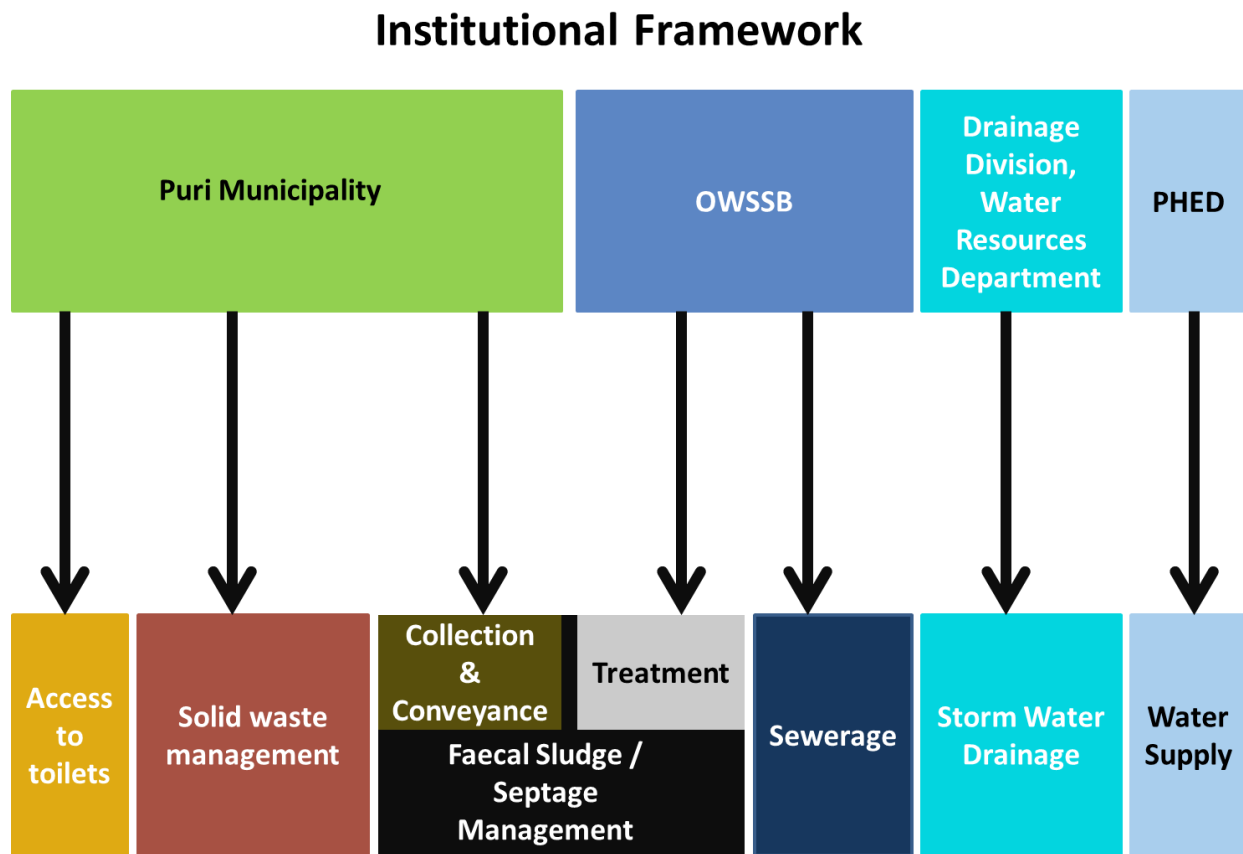 Institutional Framework
Puri Municipality
OWSSB
Drainage
Division,
Water
Resources
Department
PHED
Access
to
toilets
Solid waste
management
Collection
&
Conveyance
Treatment
Faecal Sludge /
Septage
Management
Sewerage
Storm Water
Drainage
Water
Supply